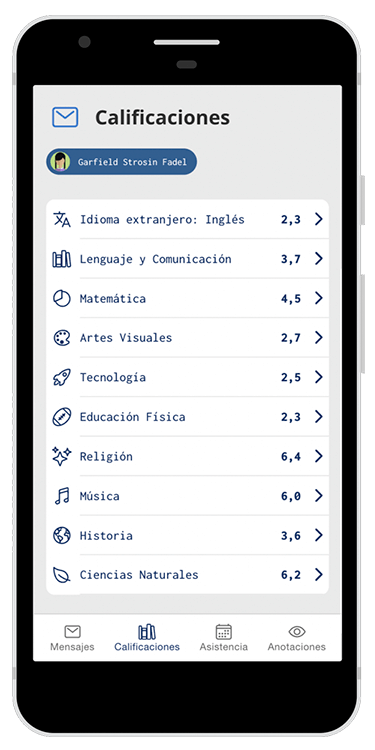 Calificaciones
Garfield Strosin Fadel
Idioma extranjero: Inglés 2,3
Lenguaje y Comunicación 3,7
Matemática 4,5
Artes Visuales 2,7
Tecnología 2,5
Educación Física 2,3
Religión 6,4
Música 6,0
Historia 3,6
Ciencias Naturales 6,2
Mensajes Calificaciones Asistencia Anotaciones